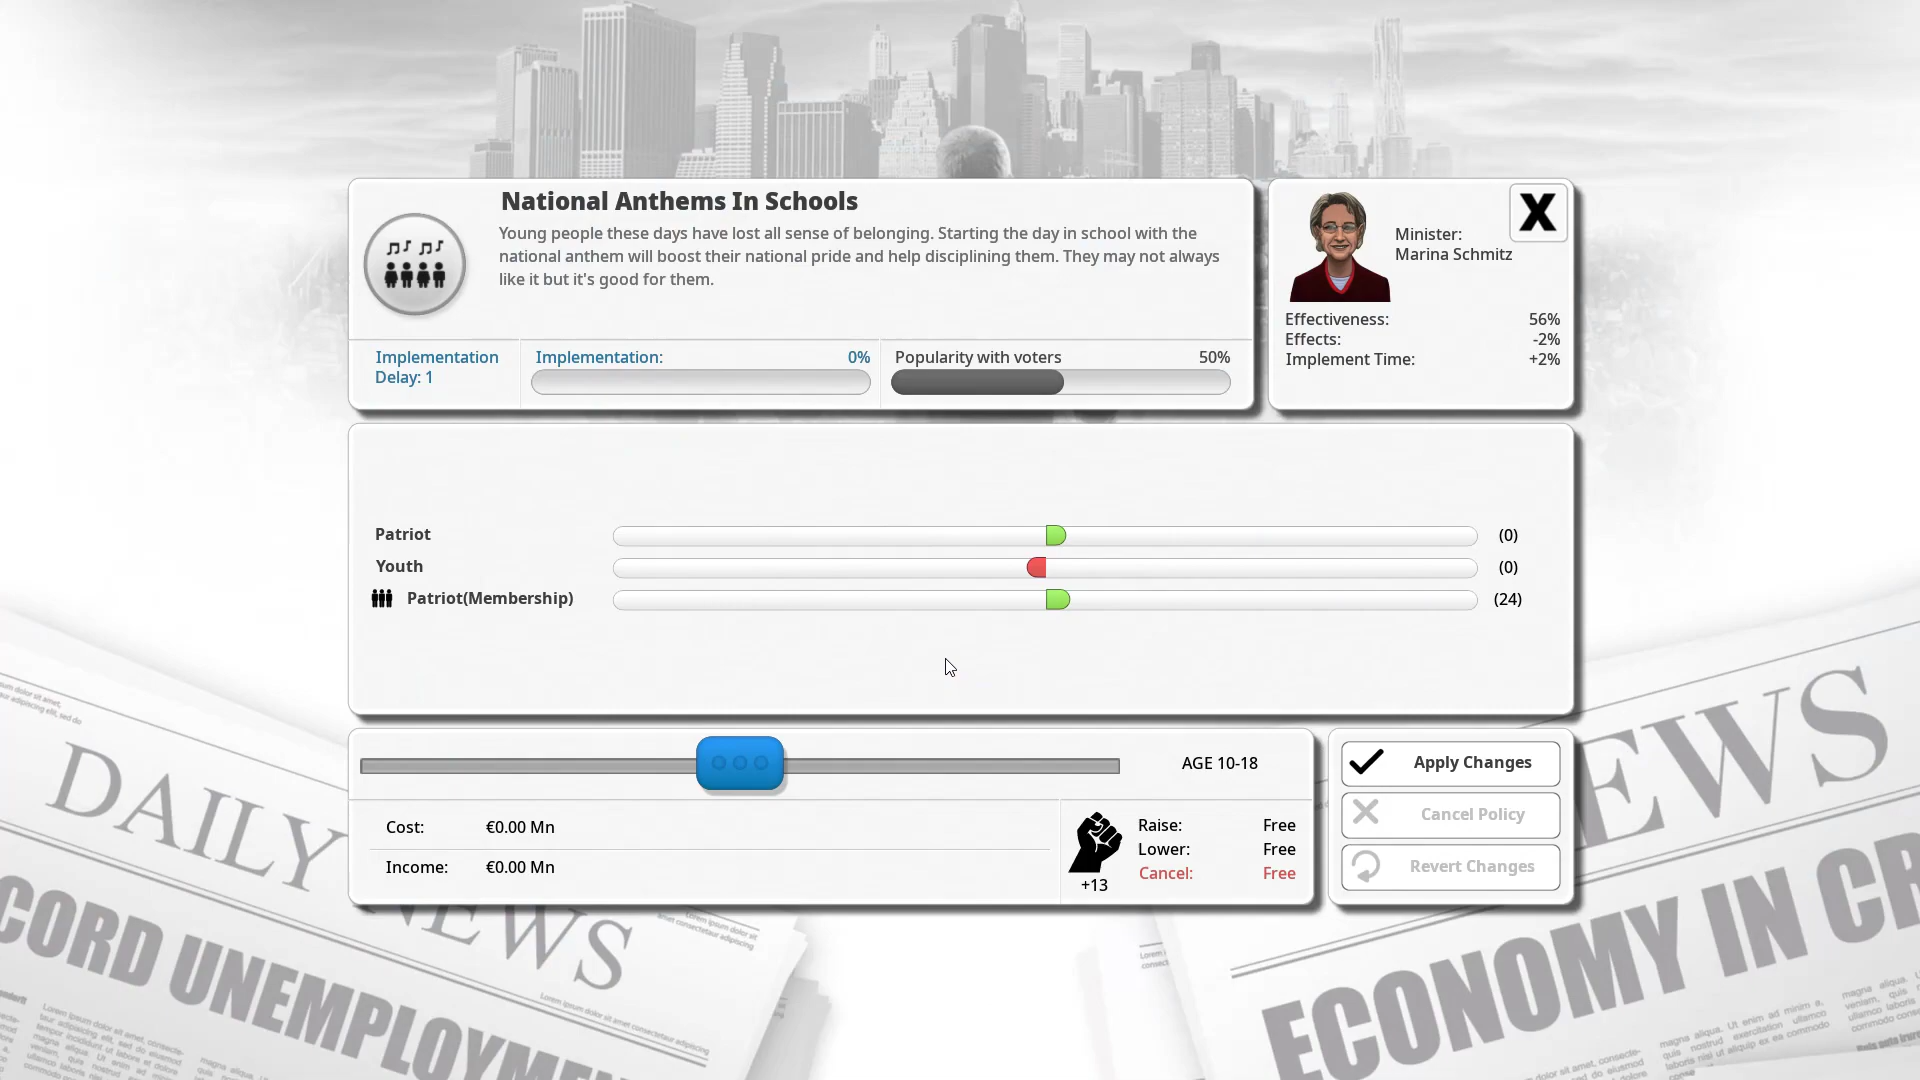 National Anthems In Schools
Young people these days have lost all sense of belonging. Starting the day in school with the
national anthem will boost their national pride and help disciplining them. They may not always
like it but it's good for them.
Implementation
Delay: 1
Implementation: 0%
Popularity with voters 50%
X
Minister:
Marina Schmitz
Effectiveness: 56%
Effects: -2%
Implement Time: +2%
Patriot (0)
Youth (0)
Patriot(Membership) (24)
AGE 10-18
Cost: €0.00 Mn
Income: €0.00 Mn
+13
Raise: Free
Lower: Free
Cancel: Free
Apply Changes
Cancel Policy
Revert Changes
DAILY NEWS
CORD UNEMPLOYME
EWS
ECONOMY IN CR